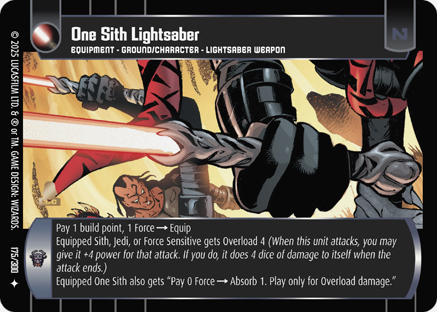 One Sith Lightsaber
EQUIPMENT - GROUND/CHARACTER - LIGHTSABER WEAPON
N
© 2025 LUCASFILM LTD. & ® or TM. GAME DESIGN: WIZARDS.
175/300
Pay 1 build point, 1 Force → Equip
Equipped Sith, Jedi, or Force Sensitive gets Overload 4 (When this unit attacks, you may
give it +4 power for that attack. If you do, it does 4 dice of damage to itself when the
attack ends.)
Equipped One Sith also gets "Pay 0 Force → Absorb 1. Play only for Overload damage."